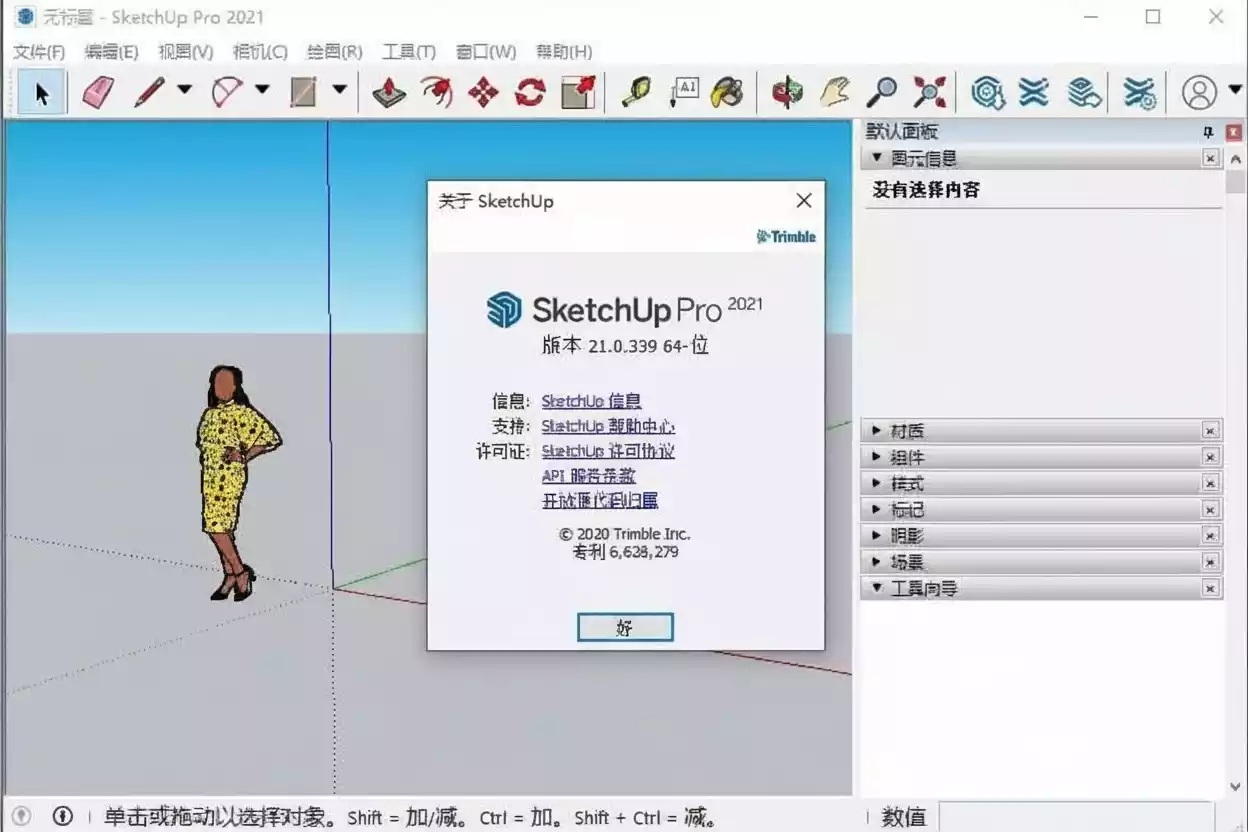 无标题 - SketchUp Pro 2021
文件(F) 编辑(E) 视图(V) 相机(C) 绘图(R) 工具(T) 窗口(W) 帮助(H)
AI
默认面板
图元信息
没有选择内容
关于 SketchUp
Trimble
SketchUp Pro 2021
版本 21.0.339 64-位
信息: SketchUp 信息
支持: SketchUp 帮助中心
许可证: SketchUp 许可协议
API 服务条款
开放源代码归属
© 2020 Trimble Inc.
专利 6,628,279
好
材质
组件
样式
标记
阴影
场景
工具向导
单击或拖动以选择对象。Shift = 加/减。Ctrl = 加。Shift + Ctrl = 减。
数值